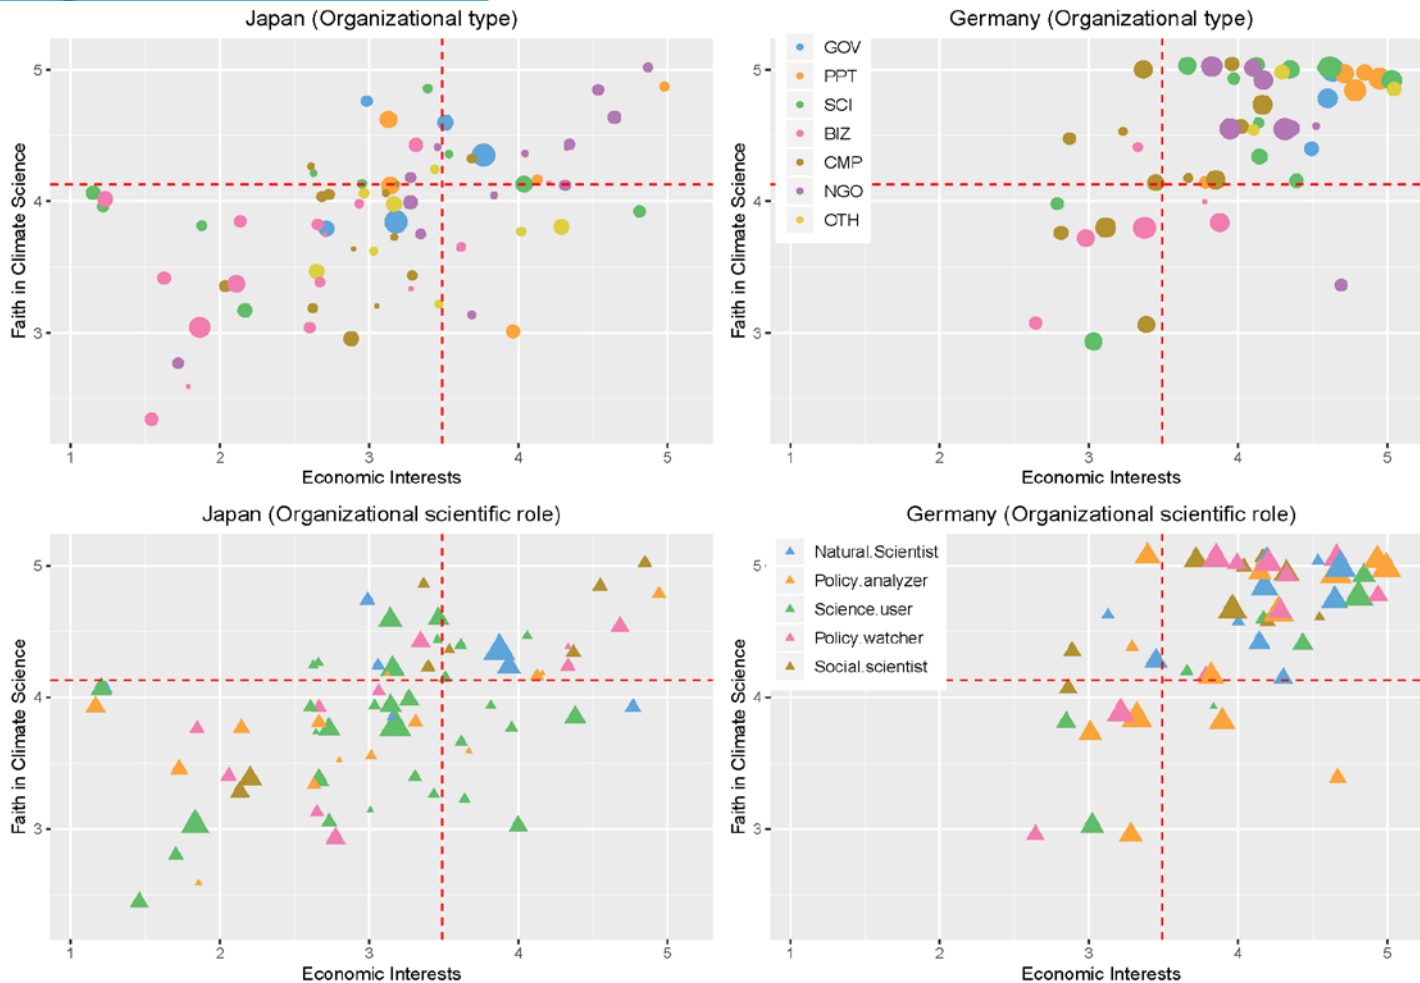 Japan (Organizational type)
Germany (Organizational type)
Faith in Climate Science
5
4
3
1
2
3
4
5
Economic Interests
GOV
PPT
SCI
BIZ
CMP
NGO
OTH
Faith in Climate Science
5
4
3
1
2
3
4
5
Economic Interests
Japan (Organizational scientific role)
Germany (Organizational scientific role)
Faith in Climate Science
5
4
3
1
2
3
4
5
Economic Interests
Natural.Scientist
Policy.analyzer
Science.user
Policy.watcher
Social.scientist
Faith in Climate Science
5
4
3
1
2
3
4
5
Economic Interests